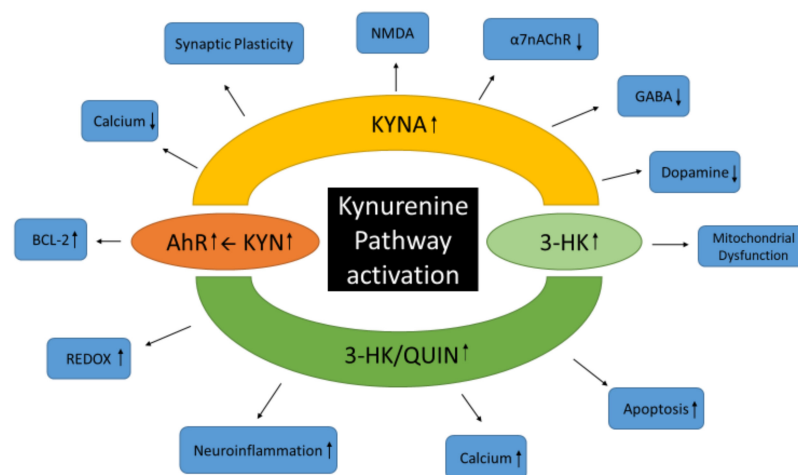 NMDA
α7nAChR↓
Synaptic Plasticity
GABA↓
Calcium↓
KYNA↑
Dopamine↓
Kynurenine
Pathway
activation
BCL-2↑
AhR↑← KYN↑
3-HK↑
Mitochondrial
Dysfunction
REDOX ↑
3-HK/QUIN↑
Apoptosis↑
Neuroinflammation↑
Calcium↑